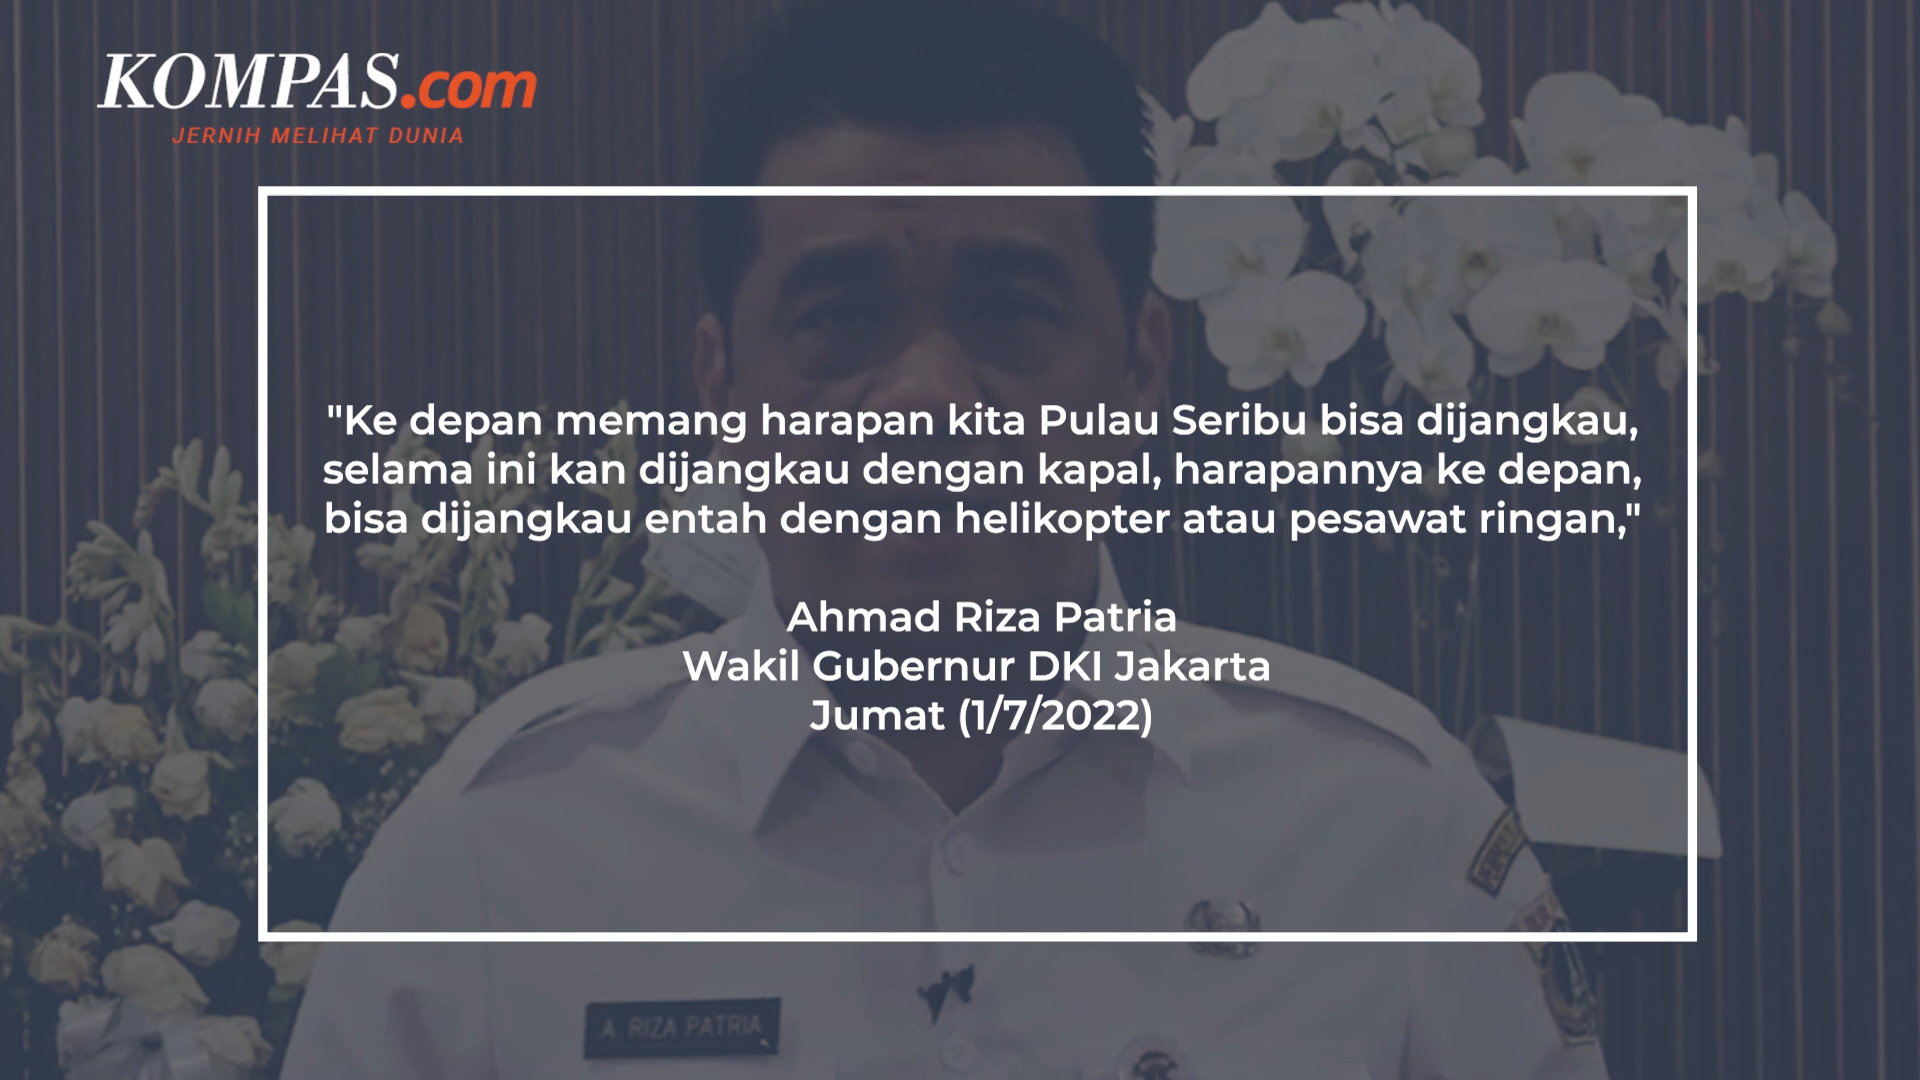 KOMPAS.com
JERNIH MELIHAT DUNIA
"Ke depan memang harapan kita Pulau Seribu bisa dijangkau,
selama ini kan dijangkau dengan kapal, harapannya ke depan,
bisa dijangkau entah dengan helikopter atau pesawat ringan,"
Ahmad Riza Patria
Wakil Gubernur DKI Jakarta
Jumat (1/7/2022)
A RIZA PATRIA